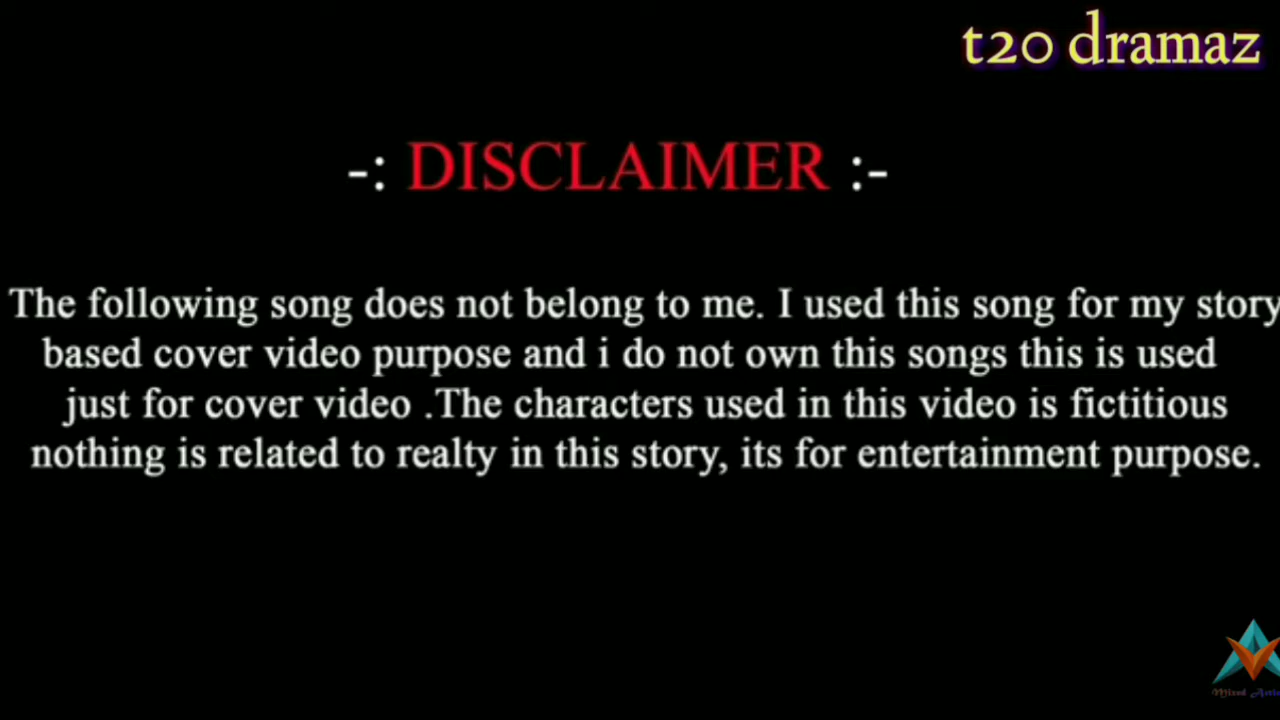 t20 dramaz
-: DISCLAIMER :-
The following song does not belong to me. I used this song for my story
based cover video purpose and i do not own this songs this is used
just for cover video .The characters used in this video is fictitious
nothing is related to realty in this story, its for entertainment purpose.
Mixed